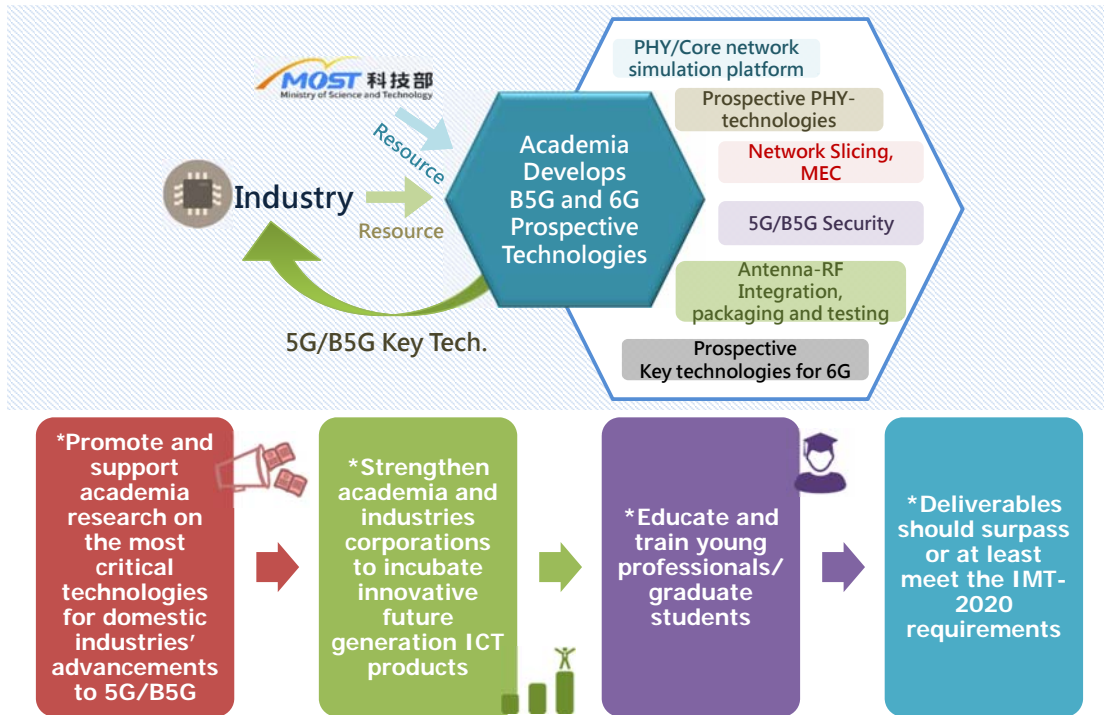 MOST 科技部
Ministry of Science and Technology
Resource
Industry
Resource
5G/B5G Key Tech.
Academia
Develops
B5G and 6G
Prospective
Technologies
PHY/Core network
simulation platform
Prospective PHY-
technologies
Network Slicing,
MEC
5G/B5G Security
Antenna-RF
Integration,
packaging and testing
Prospective
Key technologies for 6G
*Promote and
support
academia
research on
the most
critical
technologies
for domestic
industries'
advancements
to 5G/B5G
*Strengthen
academia and
industries
corporations
to incubate
innovative
future
generation ICT
products
*Educate and
train young
professionals/
graduate
students
*Deliverables
should surpass
or at least
meet the IMT-
2020
requirements